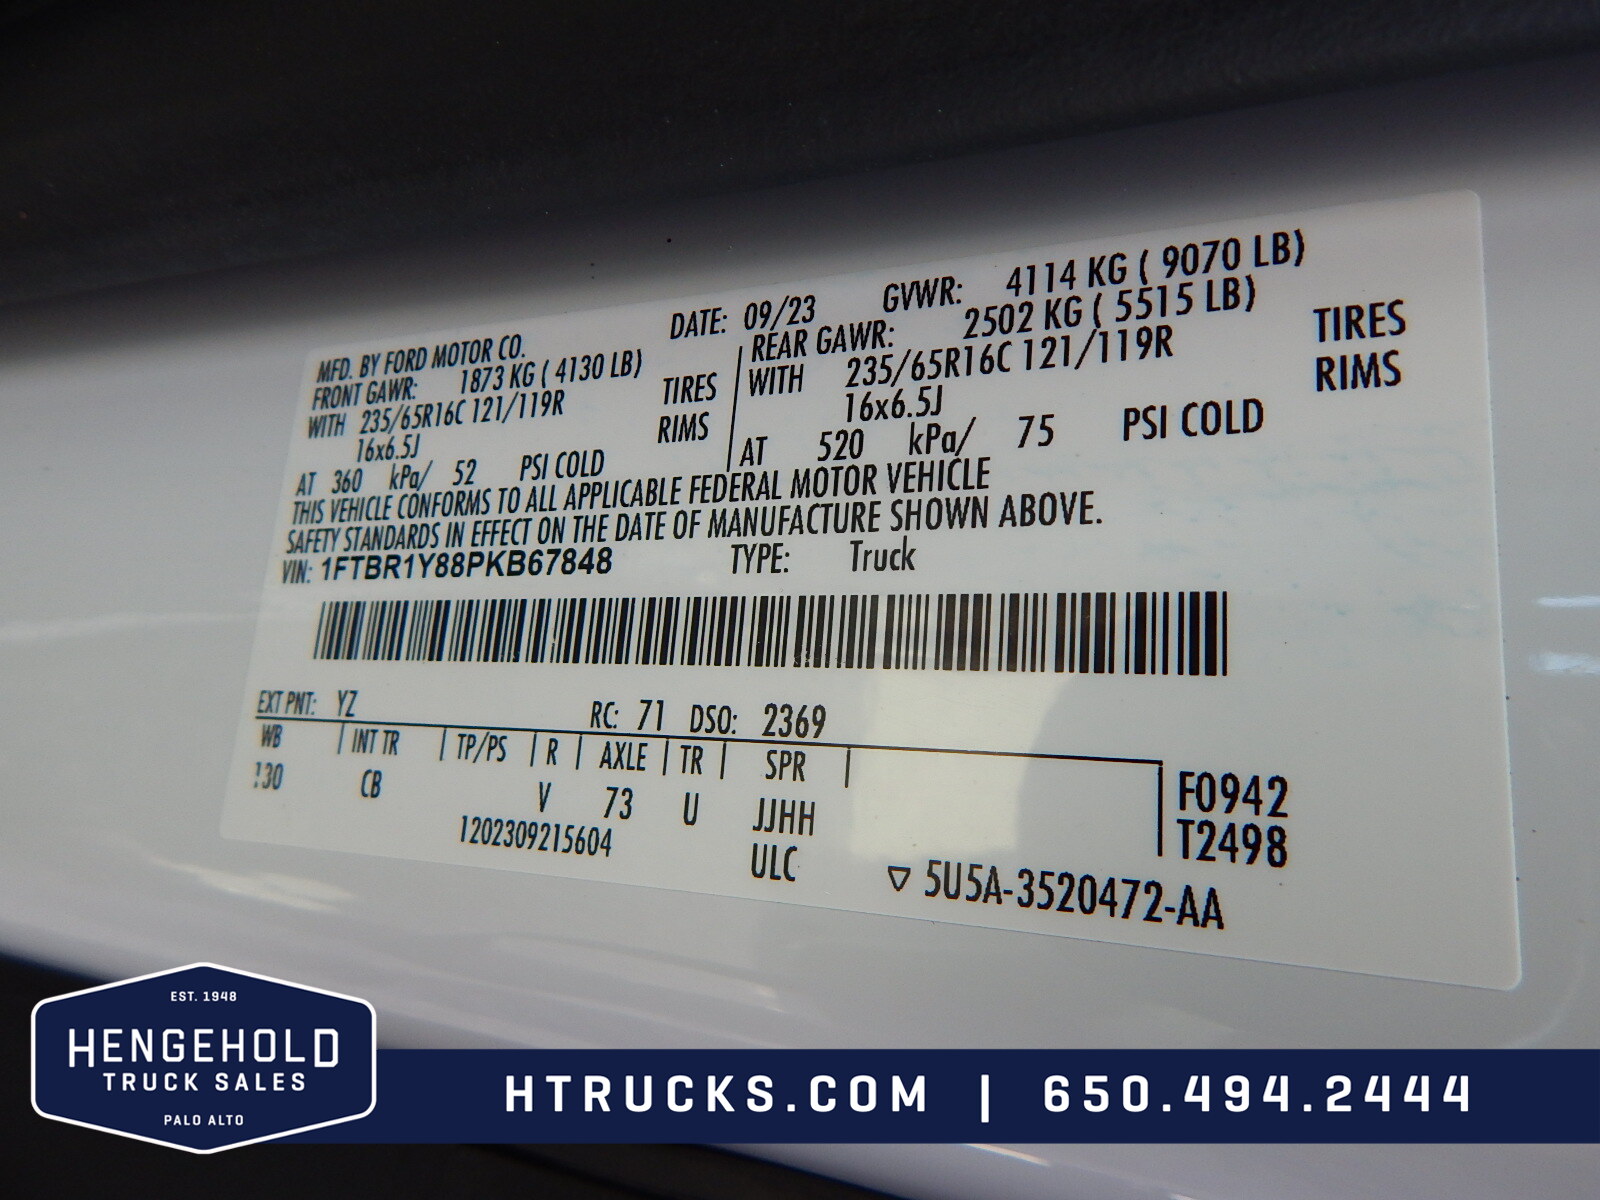 MFD. BY FORD MOTOR CO.
DATE: 09/23
GVWR: 4114 KG ( 9070 LB)
FRONT GAWR: 1873 KG ( 4130 LB)
REAR GAWR: 2502 KG ( 5515 LB)
WITH 235/65R16C 121/119R TIRES
WITH 235/65R16C 121/119R TIRES
16x6.5J RIMS
16x6.5J RIMS
AT 360 kPa/ 52 PSI COLD
AT 520 kPa/ 75 PSI COLD
THIS VEHICLE CONFORMS TO ALL APPLICABLE FEDERAL MOTOR VEHICLE
SAFETY STANDARDS IN EFFECT ON THE DATE OF MANUFACTURE SHOWN ABOVE.
VIN: 1FTBR1Y88PKB67848
TYPE: Truck
EXT PNT: YZ
RC: 71 DSO: 2369
WB | INT TR | TP/PS | R | AXLE | TR | SPR |
130 CB V 73 U JJHH
ULC
F0942
T2498
1202309215604
▽ 5U5A-3520472-AA
EST. 1948
HENGEHOLD
TRUCK SALES
PALO ALTO
HTRUCKS.COM | 650.494.2444